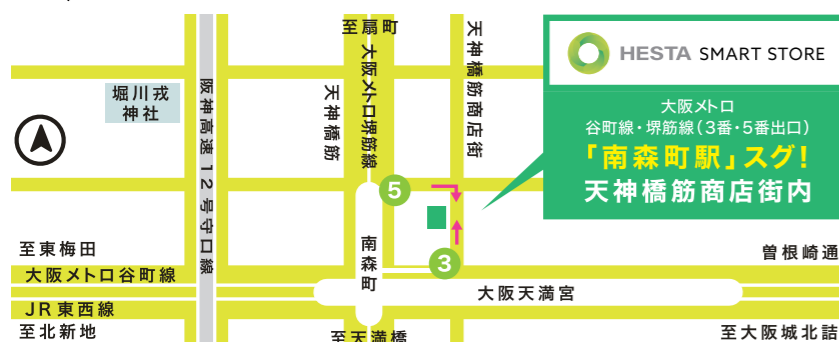 至扇町
天神橋筋商店街
大阪メトロ堺筋線
天神橋筋
阪神高速12号守口線
堀川戎
神社
HESTA SMART STORE
大阪メトロ
谷町線・堺筋線(3番・5番出口)
「南森町駅」スグ!
天神橋筋商店街内
5
3
南森町
至東梅田
曽根崎通
大阪メトロ谷町線
大阪天満宮
JR東西線
至北新地
至天満橋
至大阪城北詰